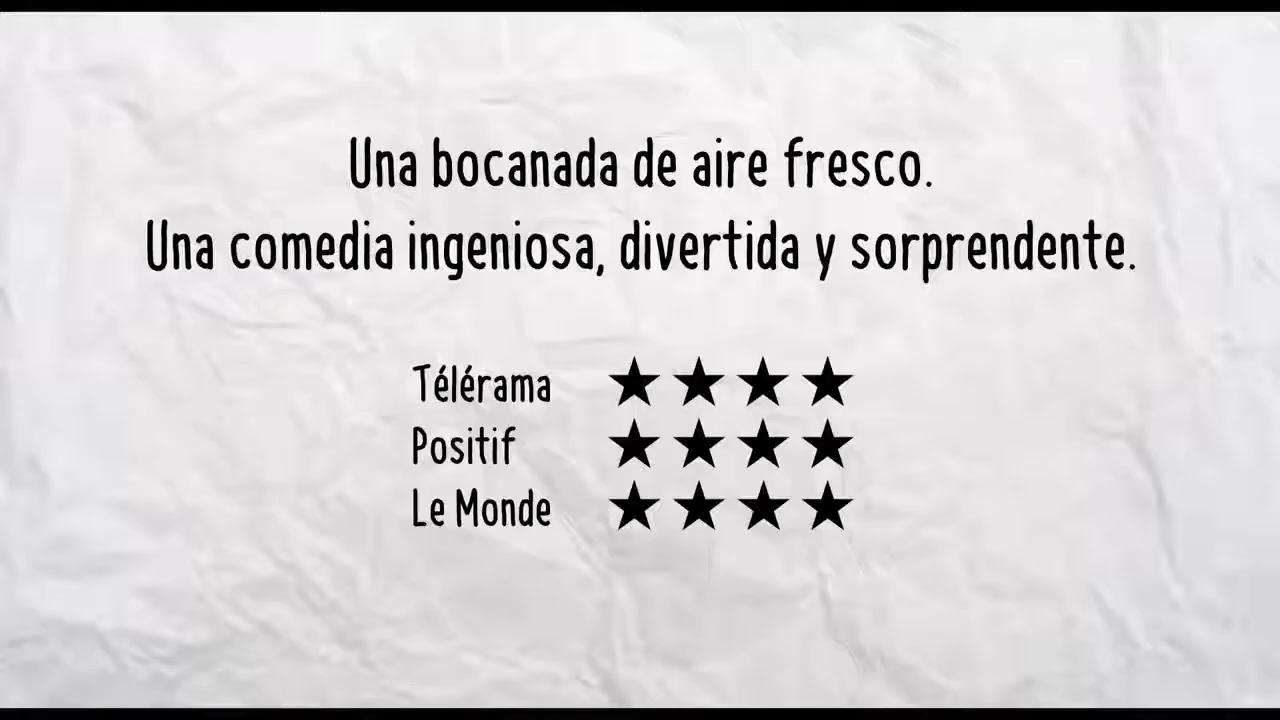 Una bocanada de aire fresco.
Una comedia ingeniosa, divertida y sorprendente.
Télérama ★★★★
Positif ★★★★
Le Monde ★★★★